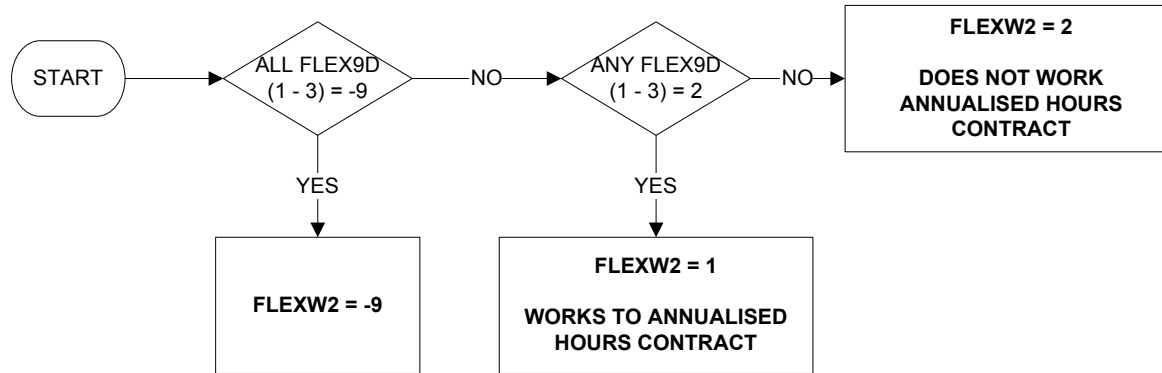 START
ALL FLEX9D
(1 - 3) = -9
NO
ANY FLEX9D
(1 - 3) = 2
NO
FLEXW2 = 2
DOES NOT WORK
ANNUALISED HOURS
CONTRACT
YES
YES
FLEXW2 = -9
FLEXW2 = 1
WORKS TO ANNUALISED
HOURS CONTRACT